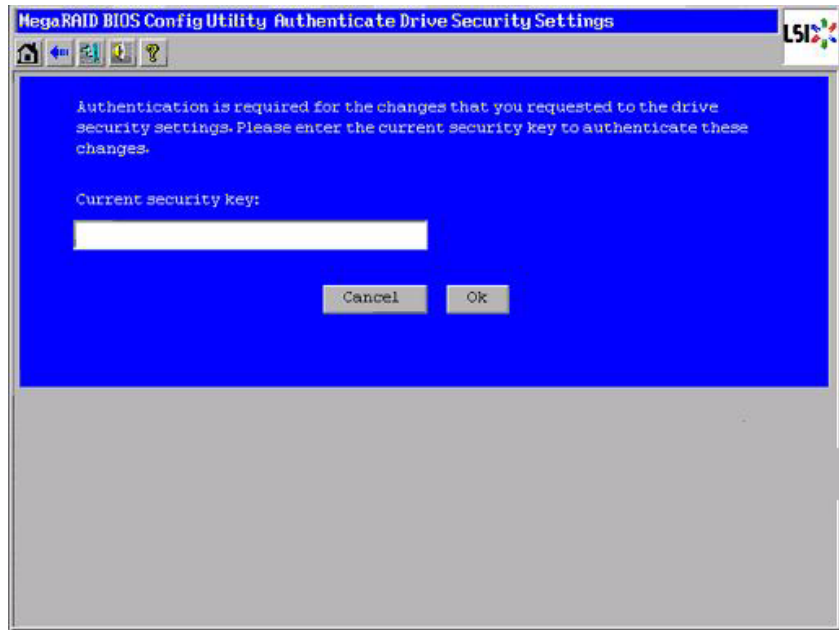 MegaRAID BIOS Config Utility Authenticate Drive Security Settings
LSI
Authentication is required for the changes that you requested to the drive
security settings. Please enter the current security key to authenticate these
changes.
Current security key:
Cancel Ok